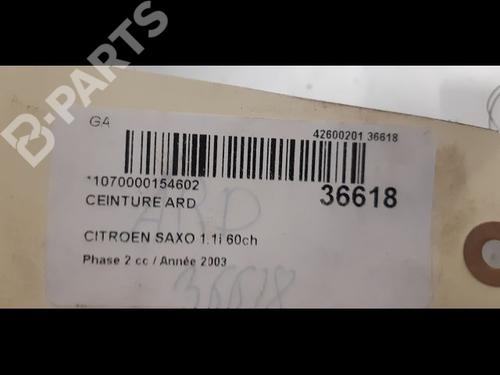 B-PARTS
G4
42600201 36618
*1070000154602
36618
CEINTURE ARD
ARD
CITROEN SAXO 1.1i 60ch
Phase 2 cc / Année 2003
36618